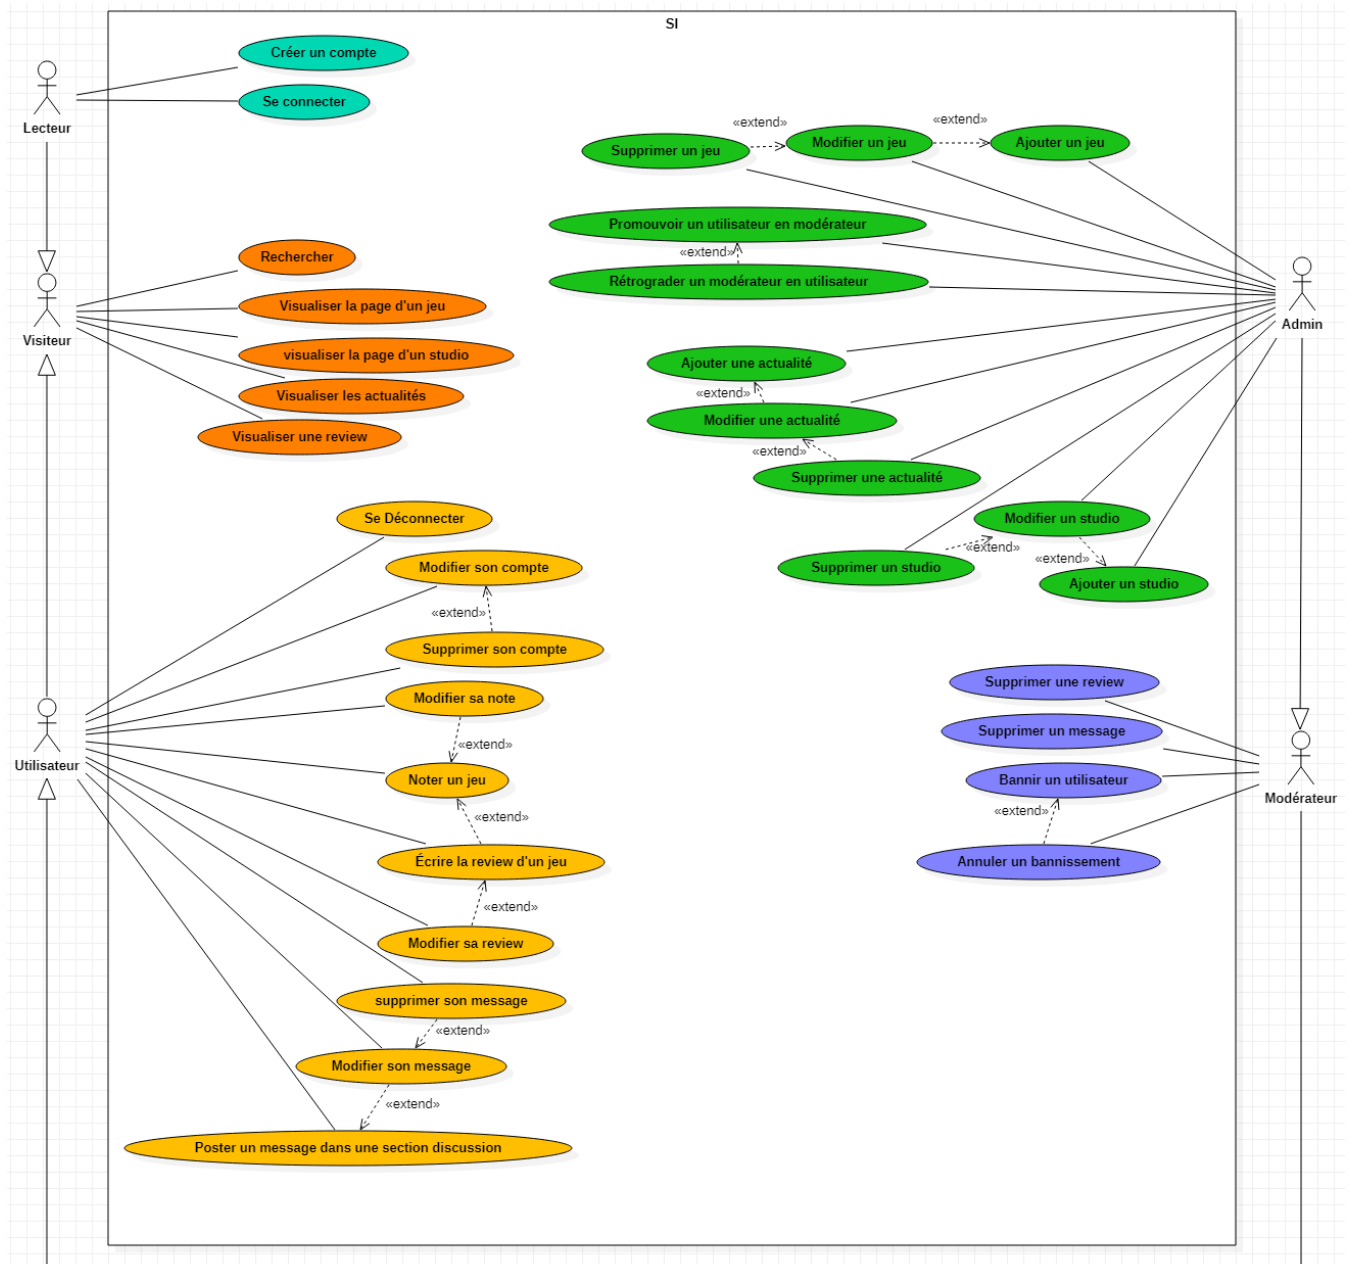 SI
Créer un compte
Se connecter
Lecteur
«extend»
«extend»
Supprimer un jeu
Modifier un jeu
Ajouter un jeu
Promouvoir un utilisateur en modérateur
«extend»
Rétrograder un modérateur en utilisateur
Admin
Rechercher
Visualiser la page d'un jeu
Visiteur
visualiser la page d'un studio
Visualiser les actualités
Visualiser une review
Ajouter une actualité
«extend»
Modifier une actualité
«extend»
Supprimer une actualité
Modifier un studio
«extend»
Supprimer un studio
«extend»
Ajouter un studio
Se Déconnecter
Modifier son compte
«extend»
Supprimer son compte
Modifier sa note
«extend»
Utilisateur
Noter un jeu
«extend»
Écrire la review d'un jeu
«extend»
Modifier sa review
supprimer son message
«extend»
Modifier son message
«extend»
Poster un message dans une section discussion
Supprimer une review
Supprimer un message
Bannir un utilisateur
Modérateur
«extend»
Annuler un bannissement